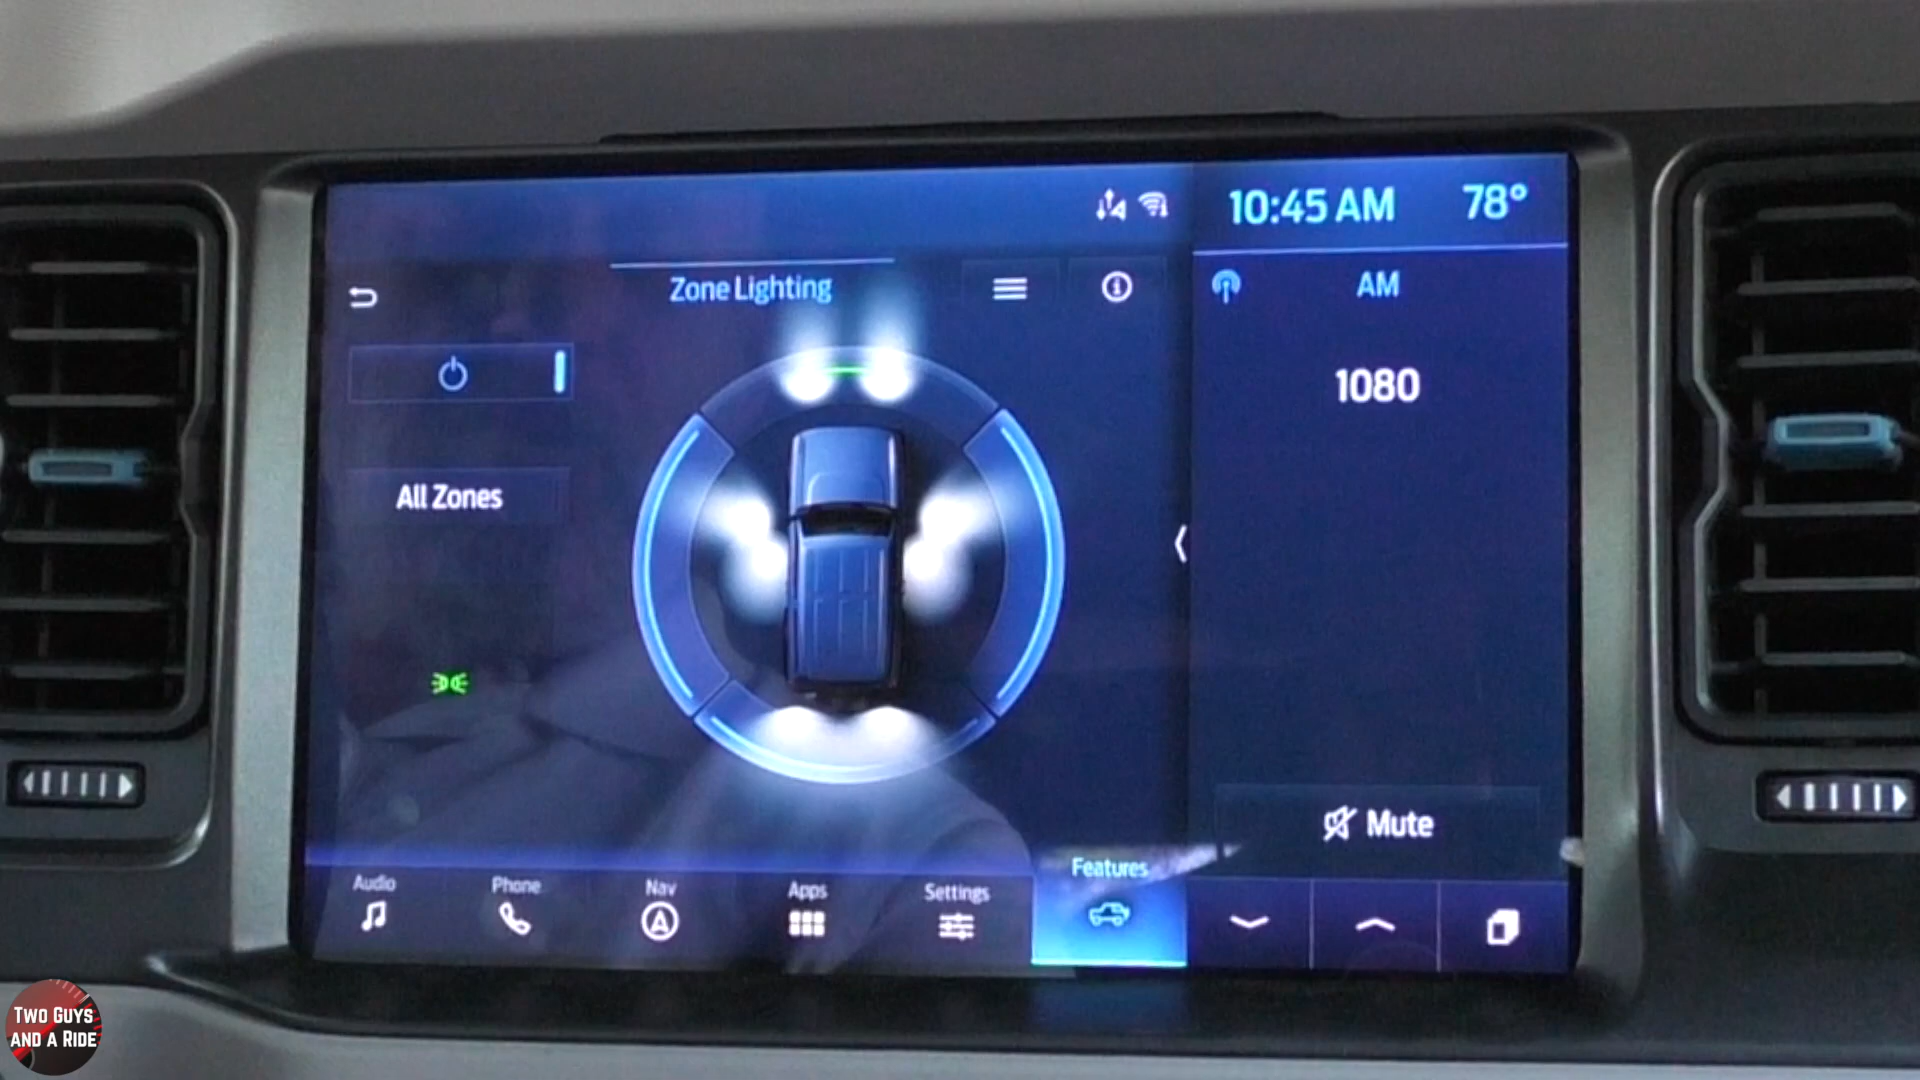 10:45 AM 78°
Zone Lighting
AM
1080
All Zones
Mute
Features
Audio
Phone
Nav
Apps
Settings
TWO GUYS
AND A RIDE